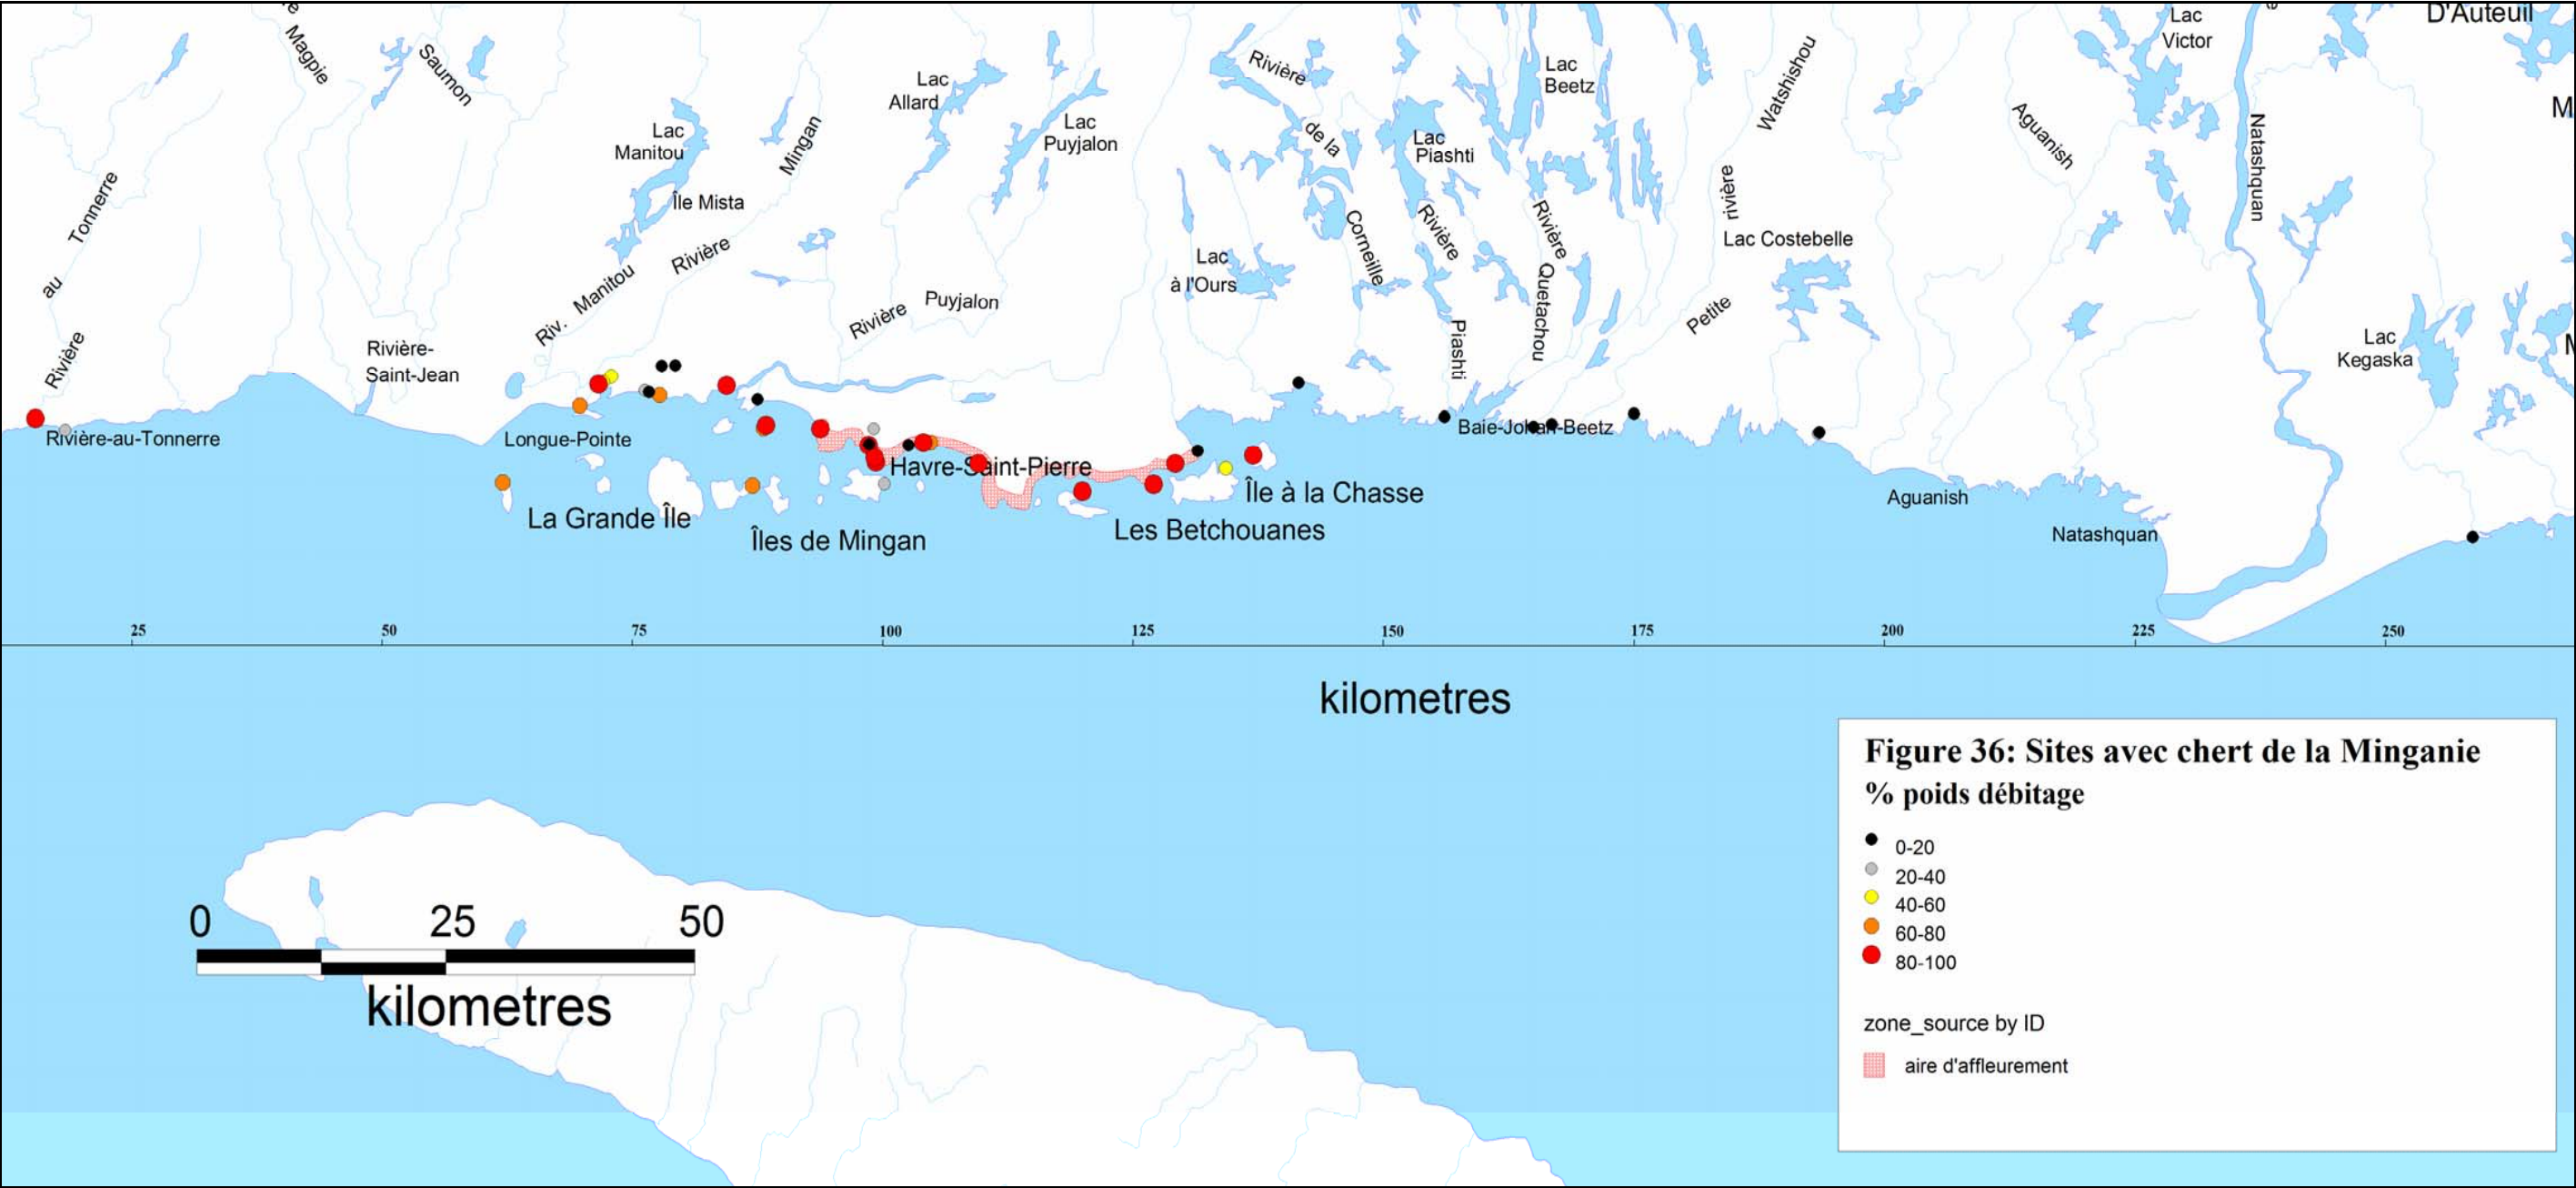 Magpie
Saumon
Lac
Victor
D'Auteuil
Lac
Allard
Lac
Puyjalon
Lac
Manitou
Île Mista
Mingan
Rivière
Rivière
de la
Corneille
Lac
Beetz
Lac
Piashti
Rivière
Piashti
Rivière
Quetachou
Watshishou
rivière
Petite
Aguanish
Natashquan
M
Tonnerre
au
Rivière
Riv. Manitou
Rivière Puyjalon
Lac
à l'Ours
Lac Costebelle
Lac
Kegaska
Rivière-
Saint-Jean
Rivière-au-Tonnerre
Longue-Pointe
Havre-Saint-Pierre
Baie-Johan-Beetz
La Grande Île
Îles de Mingan
Île à la Chasse
Les Betchouanes
Aguanish
Natashquan
25 50 75 100 125 150 175 200 225 250
kilometres
0 25 50
kilometres
Figure 36: Sites avec chert de la Minganie
% poids débitage
0-20
20-40
40-60
60-80
80-100
zone_source by ID
aire d'affleurement